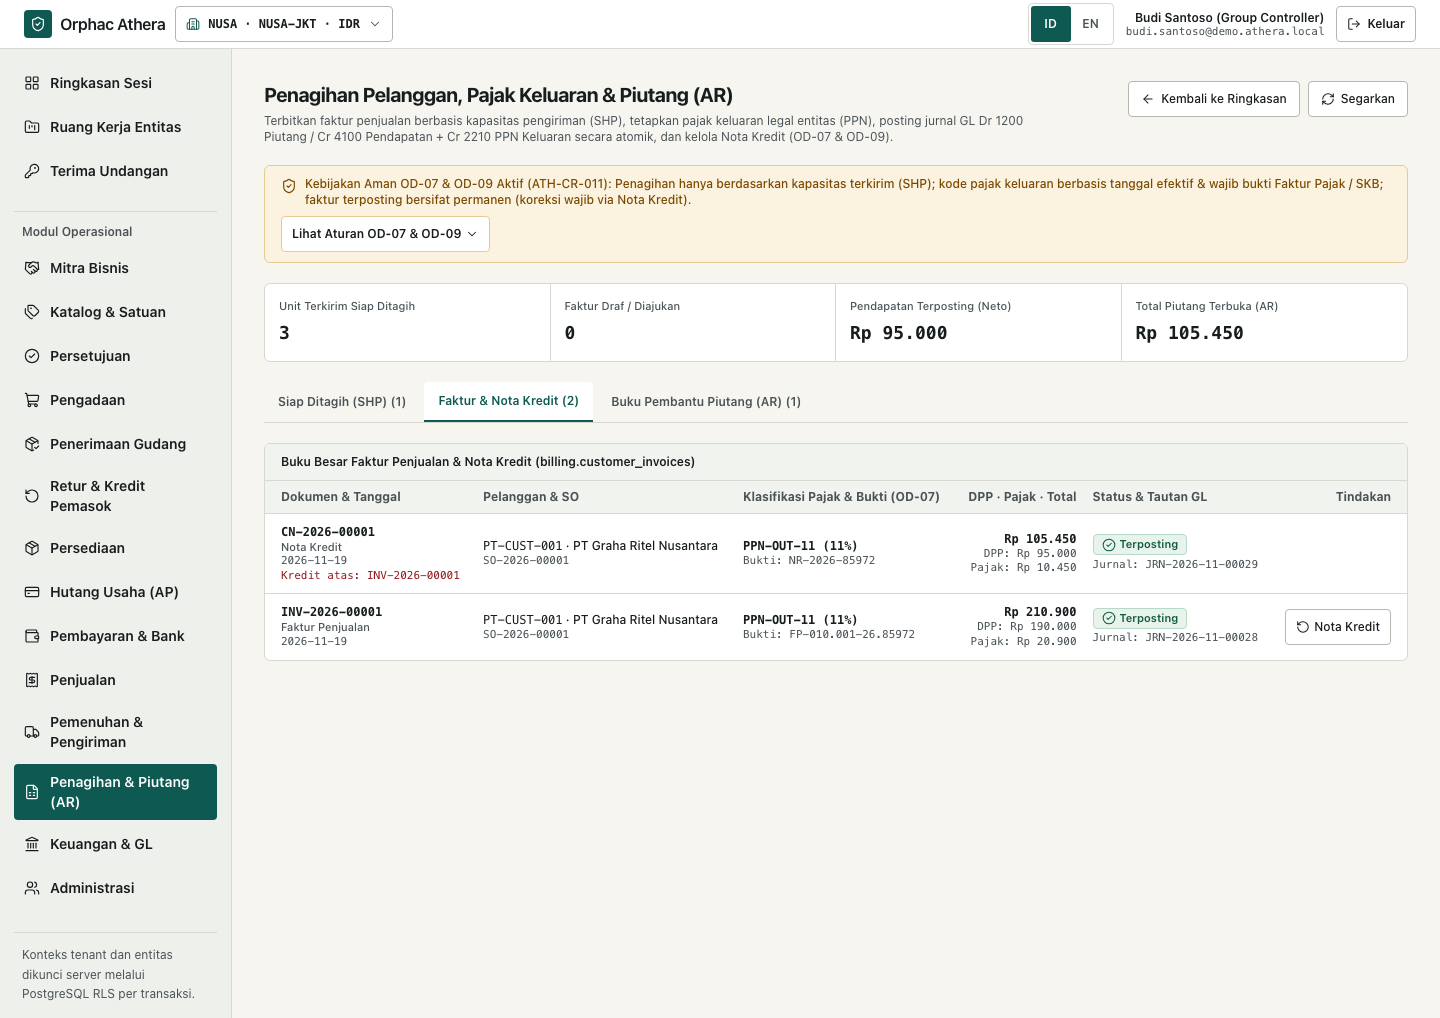 Orphac Athera
NUSA · NUSA-JKT · IDR
ID
EN
Budi Santoso (Group Controller)
budi.santoso@demo.athera.local
Keluar
Ringkasan Sesi
Ruang Kerja Entitas
Terima Undangan
Modul Operasional
Mitra Bisnis
Katalog & Satuan
Persetujuan
Pengadaan
Penerimaan Gudang
Retur & Kredit
Pemasok
Persediaan
Hutang Usaha (AP)
Pembayaran & Bank
Penjualan
Pemenuhan &
Pengiriman
Penagihan & Piutang
(AR)
Keuangan & GL
Administrasi
Konteks tenant dan entitas
dikunci server melalui
PostgreSQL RLS per transaksi.
Penagihan Pelanggan, Pajak Keluaran & Piutang (AR)
Terbitkan faktur penjualan berbasis kapasitas pengiriman (SHP), tetapkan pajak keluaran legal entitas (PPN), posting jurnal GL Dr 1200
Piutang / Cr 4100 Pendapatan + Cr 2210 PPN Keluaran secara atomik, dan kelola Nota Kredit (OD-07 & OD-09).
Kembali ke Ringkasan
Segarkan
Kebijakan Aman OD-07 & OD-09 Aktif (ATH-CR-011): Penagihan hanya berdasarkan kapasitas terkirim (SHP); kode pajak keluaran berbasis tanggal efektif & wajib bukti Faktur Pajak / SKB;
faktur terposting bersifat permanen (koreksi wajib via Nota Kredit).
Lihat Aturan OD-07 & OD-09
Unit Terkirim Siap Ditagih
3
Faktur Draf / Diajukan
0
Pendapatan Terposting (Neto)
Rp 95.000
Total Piutang Terbuka (AR)
Rp 105.450
Siap Ditagih (SHP) (1)
Faktur & Nota Kredit (2)
Buku Pembantu Piutang (AR) (1)
Buku Besar Faktur Penjualan & Nota Kredit (billing.customer_invoices)
Dokumen & Tanggal
Pelanggan & SO
Klasifikasi Pajak & Bukti (OD-07)
DPP · Pajak · Total
Status & Tautan GL
Tindakan
CN-2026-00001
Nota Kredit
2026-11-19
Kredit atas: INV-2026-00001
PT-CUST-001 · PT Graha Ritel Nusantara
SO-2026-00001
PPN-OUT-11 (11%)
Bukti: NR-2026-85972
Rp 105.450
DPP: Rp 95.000
Pajak: Rp 10.450
Terposting
Jurnal: JRN-2026-11-00029
INV-2026-00001
Faktur Penjualan
2026-11-19
PT-CUST-001 · PT Graha Ritel Nusantara
SO-2026-00001
PPN-OUT-11 (11%)
Bukti: FP-010.001-26.85972
Rp 210.900
DPP: Rp 190.000
Pajak: Rp 20.900
Terposting
Jurnal: JRN-2026-11-00028
Nota Kredit